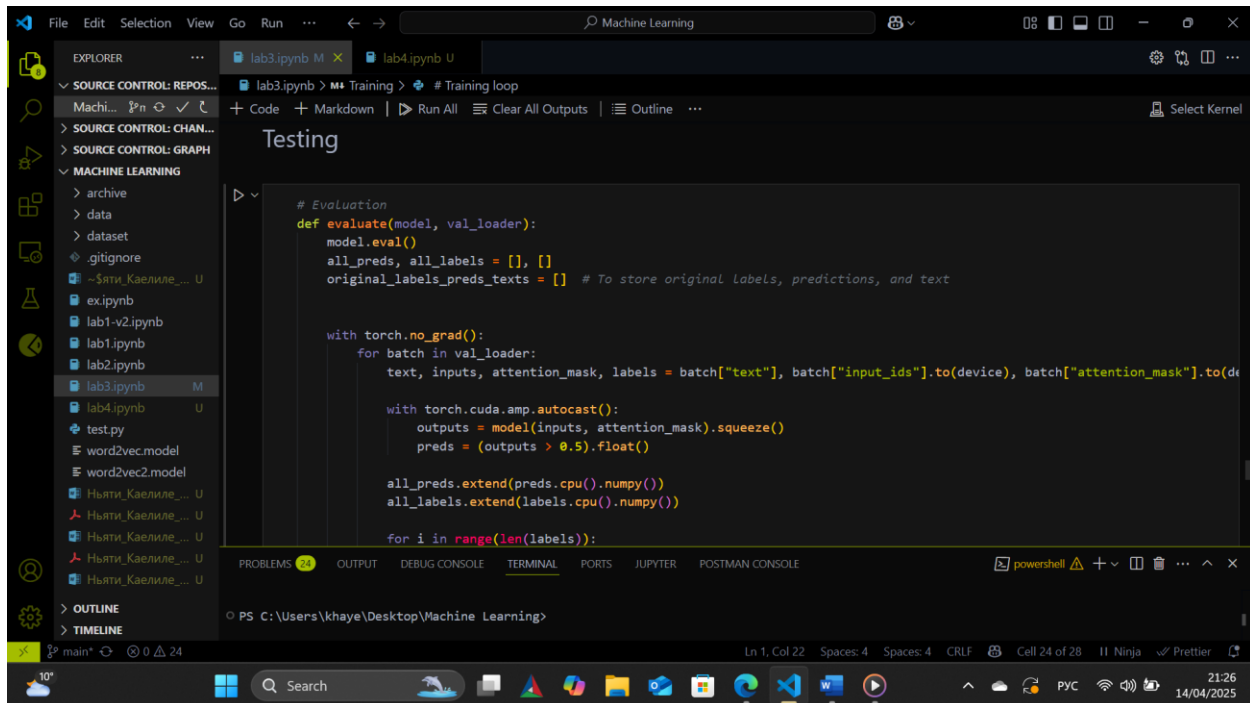 File Edit Selection View Go Run ··· Machine Learning
EXPLORER ···
SOURCE CONTROL: REPOS...
Machi...
SOURCE CONTROL: CHAN...
SOURCE CONTROL: GRAPH
MACHINE LEARNING
archive
data
dataset
.gitignore
~$яти_Каелиле_... U
ex.ipynb
lab1-v2.ipynb
lab1.ipynb
lab2.ipynb
lab3.ipynb M
lab4.ipynb U
test.py
word2vec.model
word2vec2.model
Ньяти_Каелиле_... U
Ньяти_Каелиле_... U
Ньяти_Каелиле_... U
Ньяти_Каелиле_... U
Ньяти_Каелиле_... U
OUTLINE
TIMELINE
8
lab3.ipynb M × lab4.ipynb U
lab3.ipynb > M↓ Training > # Training loop
+ Code + Markdown | Run All Clear All Outputs | Outline ··· Select Kernel
Testing
# Evaluation
def evaluate(model, val_loader):
model.eval()
all_preds, all_labels = [], []
original_labels_preds_texts = [] # To store original labels, predictions, and text
with torch.no_grad():
for batch in val_loader:
text, inputs, attention_mask, labels = batch["text"], batch["input_ids"].to(device), batch["attention_mask"].to(de
with torch.cuda.amp.autocast():
outputs = model(inputs, attention_mask).squeeze()
preds = (outputs > 0.5).float()
all_preds.extend(preds.cpu().numpy())
all_labels.extend(labels.cpu().numpy())
for i in range(len(labels)):
PROBLEMS 24 OUTPUT DEBUG CONSOLE TERMINAL PORTS JUPYTER POSTMAN CONSOLE powershell
PS C:\Users\khaye\Desktop\Machine Learning>
main* 0 24 Ln 1, Col 22 Spaces: 4 Spaces: 4 CRLF Cell 24 of 28 Ninja Prettier
10° Search РУС 21:26
14/04/2025